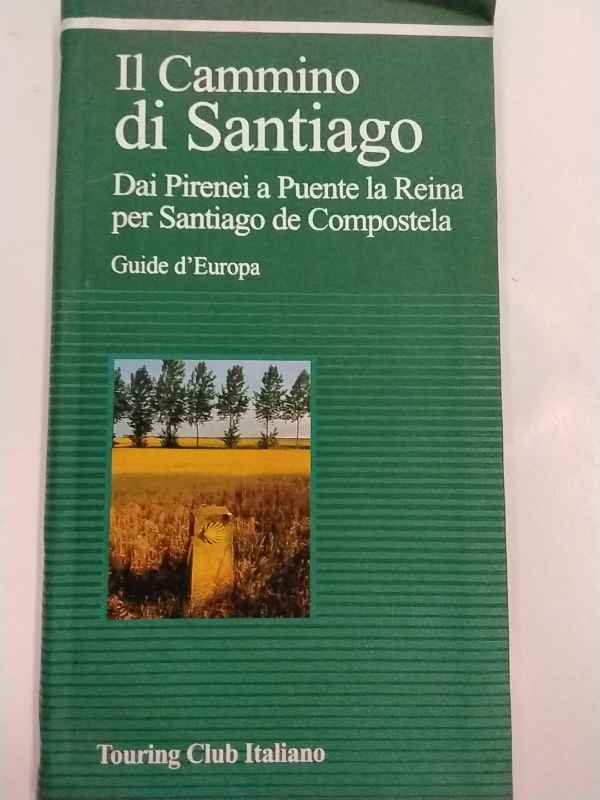 Il Cammino
di Santiago
Dai Pirenei a Puente la Reina
per Santiago de Compostela
Guide d'Europa
Touring Club Italiano